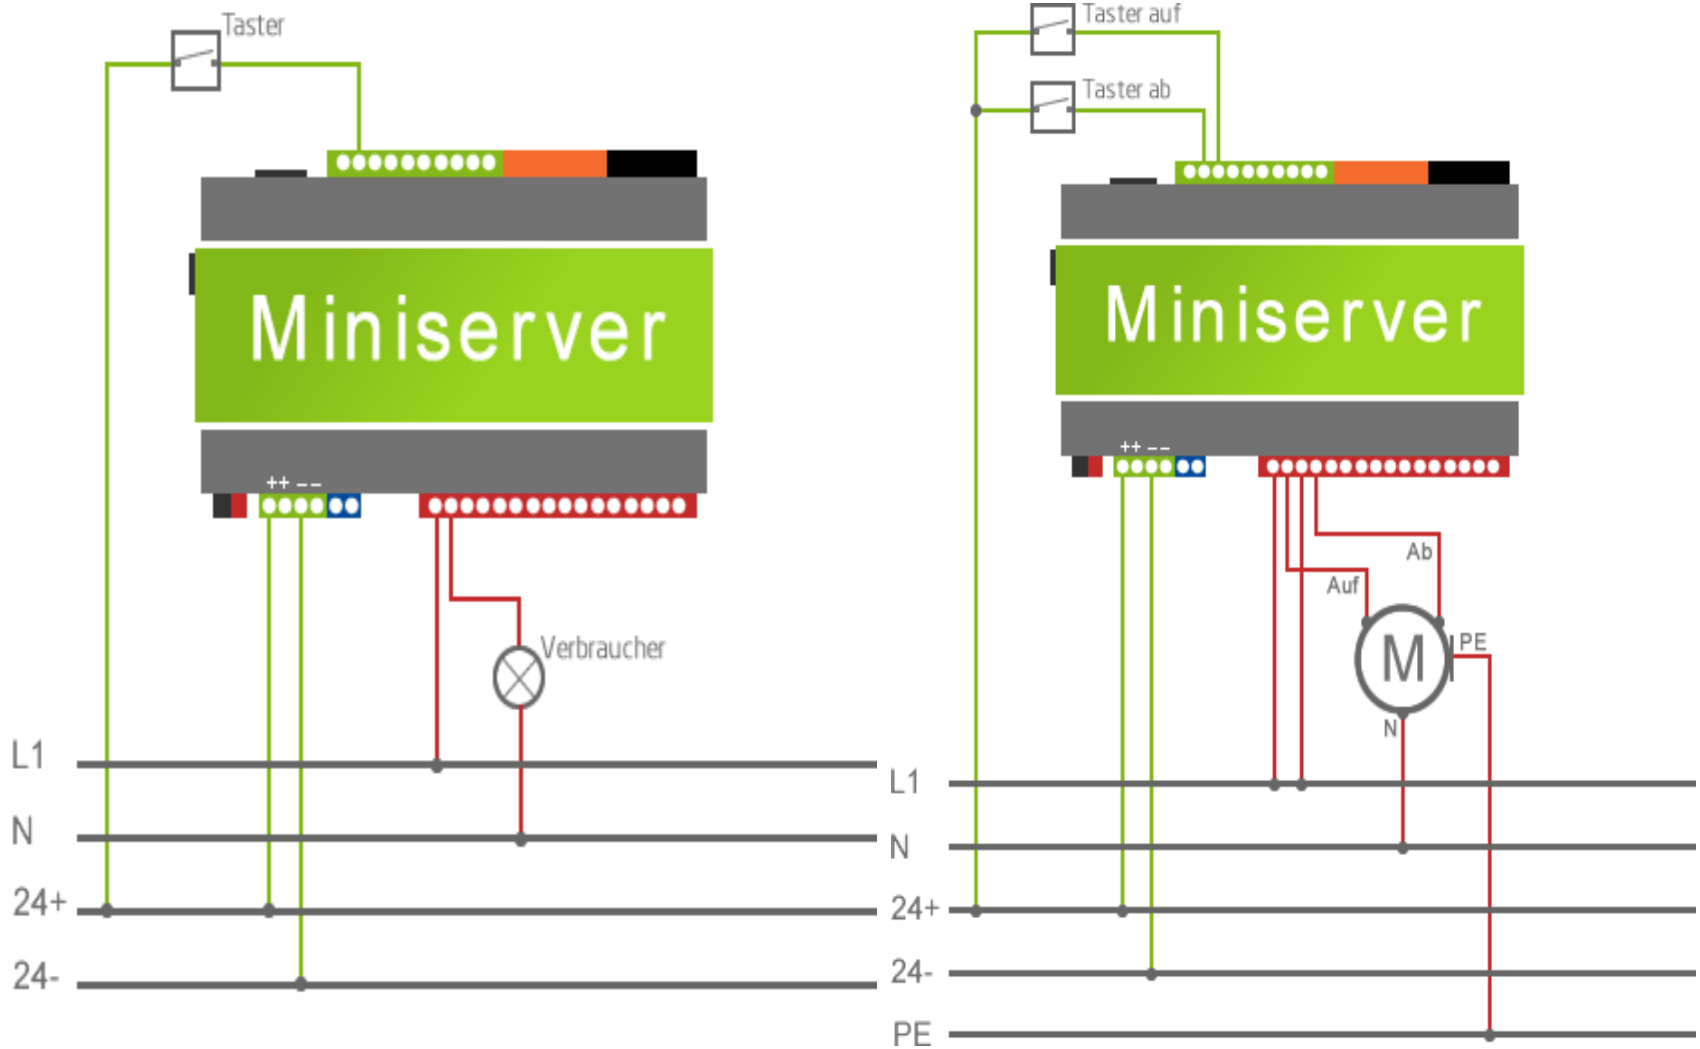 Taster
Miniserver
++ --
Verbraucher
L1
N
24+
24-
Taster auf
Taster ab
Miniserver
++ --
Ab
Auf
M
PE
N
L1
N
24+
24-
PE